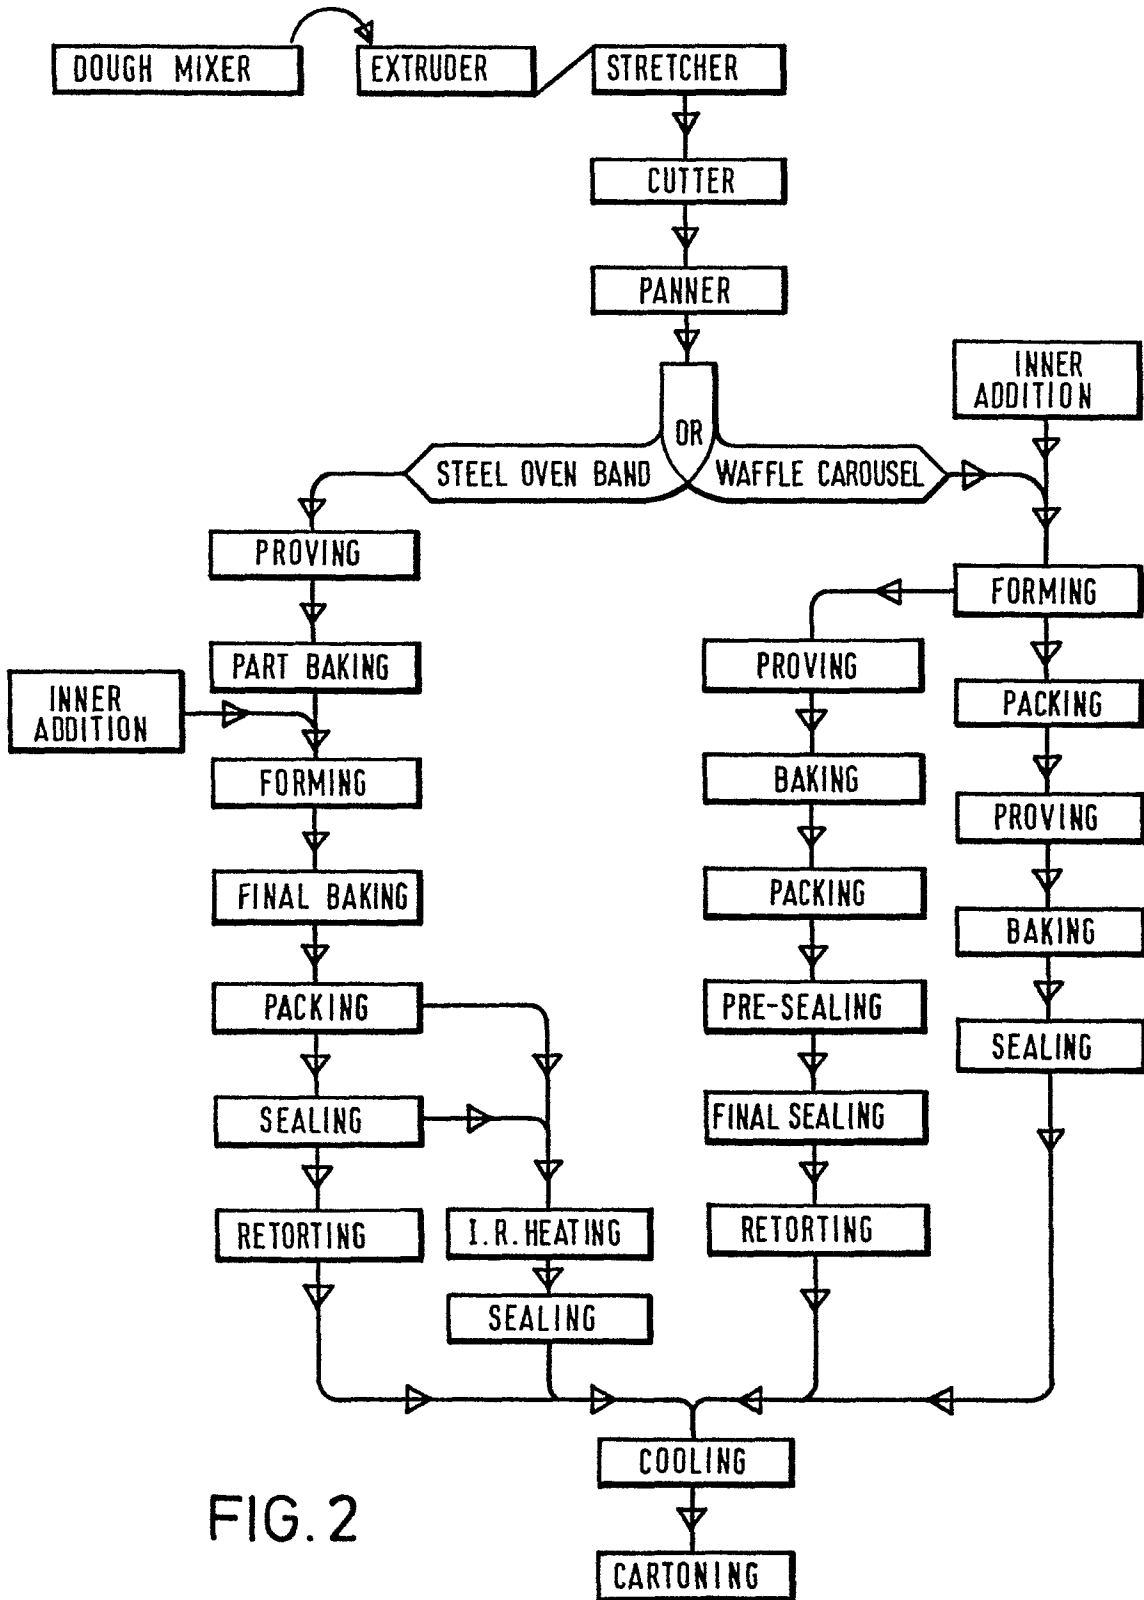 DOUGH MIXER
EXTRUDER
STRETCHER
CUTTER
PANNER
OR
STEEL OVEN BAND
WAFFLE CAROUSEL
INNER
ADDITION
PROVING
PART BAKING
INNER
ADDITION
FORMING
FINAL BAKING
PACKING
SEALING
RETORTING
I.R. HEATING
SEALING
FORMING
PROVING
BAKING
PACKING
PRE-SEALING
FINAL SEALING
RETORTING
PACKING
PROVING
BAKING
SEALING
COOLING
CARTONING
FIG. 2